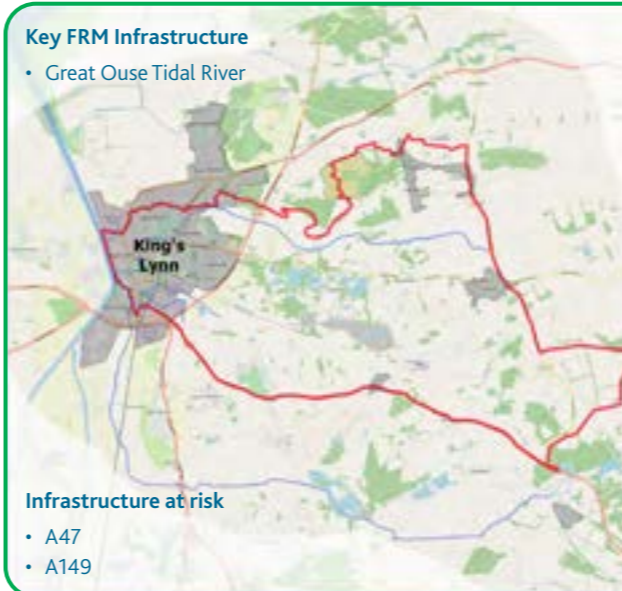 Key FRM Infrastructure
• Great Ouse Tidal River
King's
Lynn
Infrastructure at risk
• A47
• A149